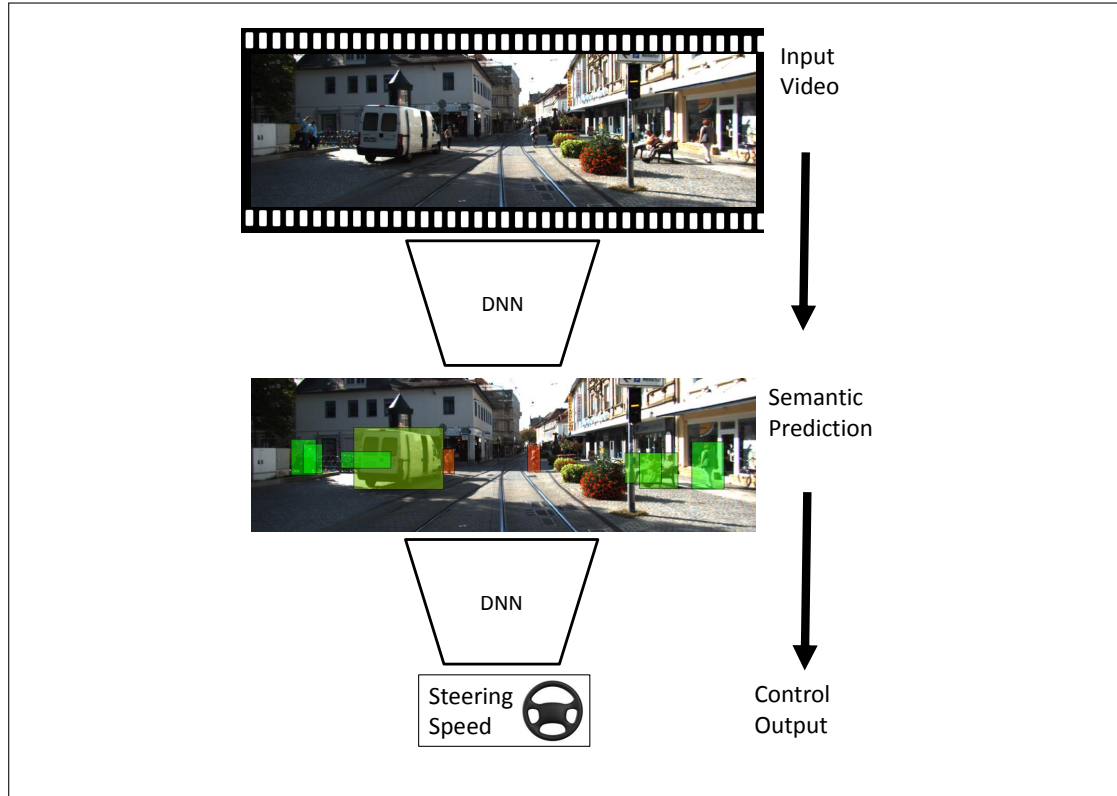 Input
Video
DNN
Semantic
Prediction
DNN
Steering
Speed
Control
Output